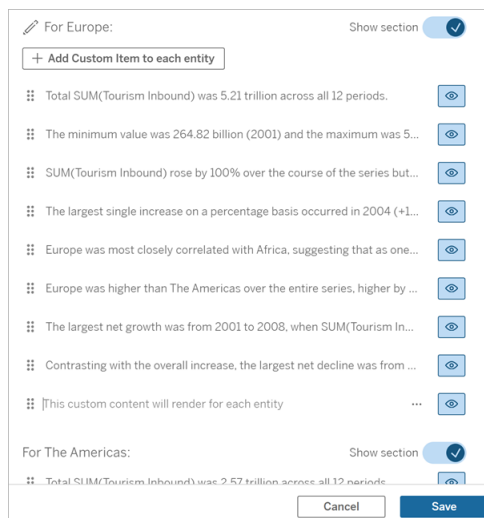 For Europe:
Show section
+ Add Custom Item to each entity
Total SUM(Tourism Inbound) was 5.21 trillion across all 12 periods.
The minimum value was 264.82 billion (2001) and the maximum was 5...
SUM(Tourism Inbound) rose by 100% over the course of the series but...
The largest single increase on a percentage basis occurred in 2004 (+1...
Europe was most closely correlated with Africa, suggesting that as one...
Europe was higher than The Americas over the entire series, higher by ...
The largest net growth was from 2001 to 2008, when SUM(Tourism In...
Contrasting with the overall increase, the largest net decline was from ...
This custom content will render for each entity
...
For The Americas:
Show section
Total SUM(Tourism Inbound) was 2.57 trillion across all 12 periods
Cancel
Save